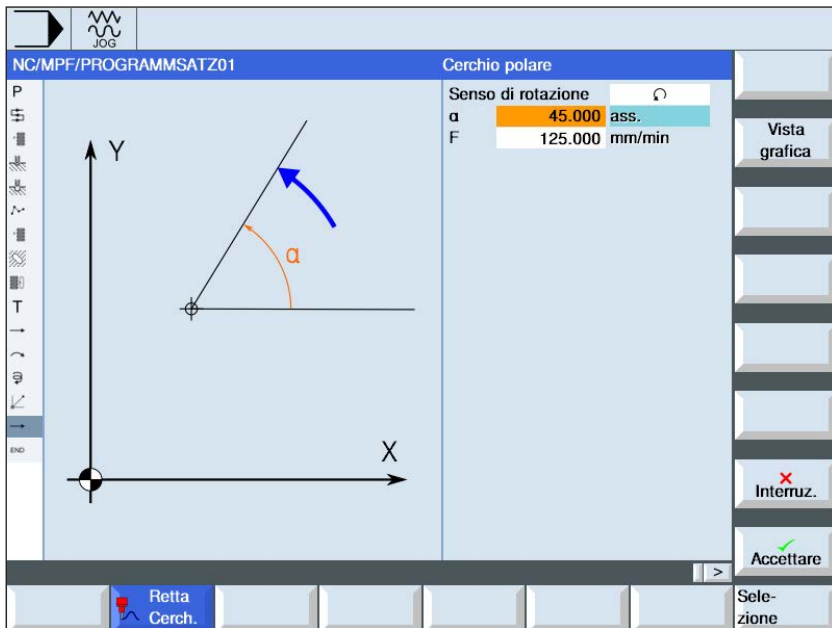 JOG
NC/MPF/PROGRAMMSATZ01
Cerchio polare
P
T
END
Y
α
X
Senso di rotazione
α 45.000 ass.
F 125.000 mm/min
Vista
grafica
Interruz.
Accettare
>
Retta
Cerch.
Sele-
zione